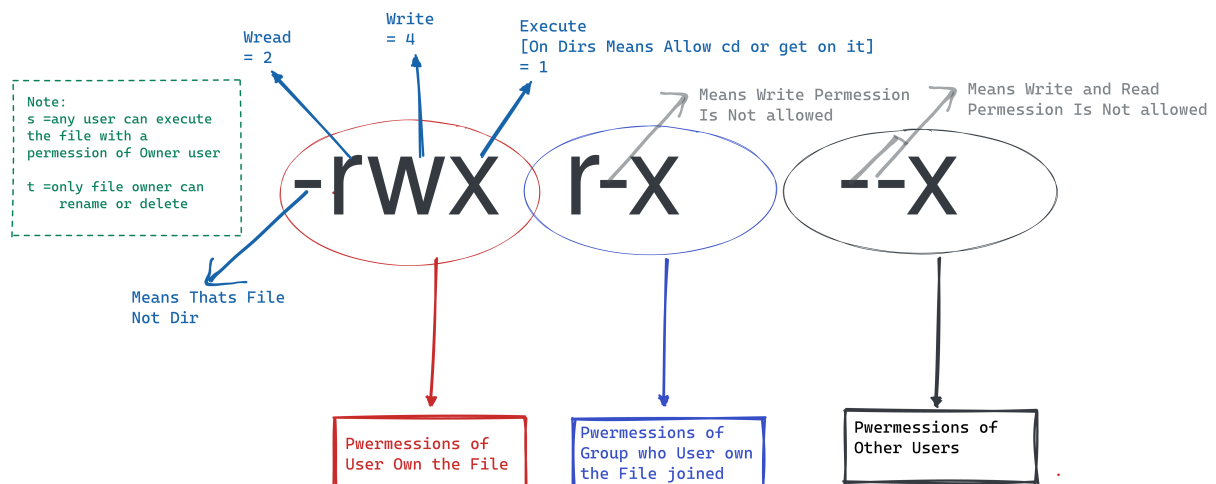 Write
= 4
Execute
[On Dirs Means Allow cd or get on it]
= 1
Wread
= 2
Means Write Permession
Is Not allowed
Means Write and Read
Permession Is Not allowed
Note:
s =any user can execute
the file with a
permession of Owner user
t =only file owner can
rename or delete
-rwx r-x --x
Means Thats File
Not Dir
Pwermessions of
User Own the File
Pwermessions of
Group who User own
the File joined
Pwermessions of
Other Users